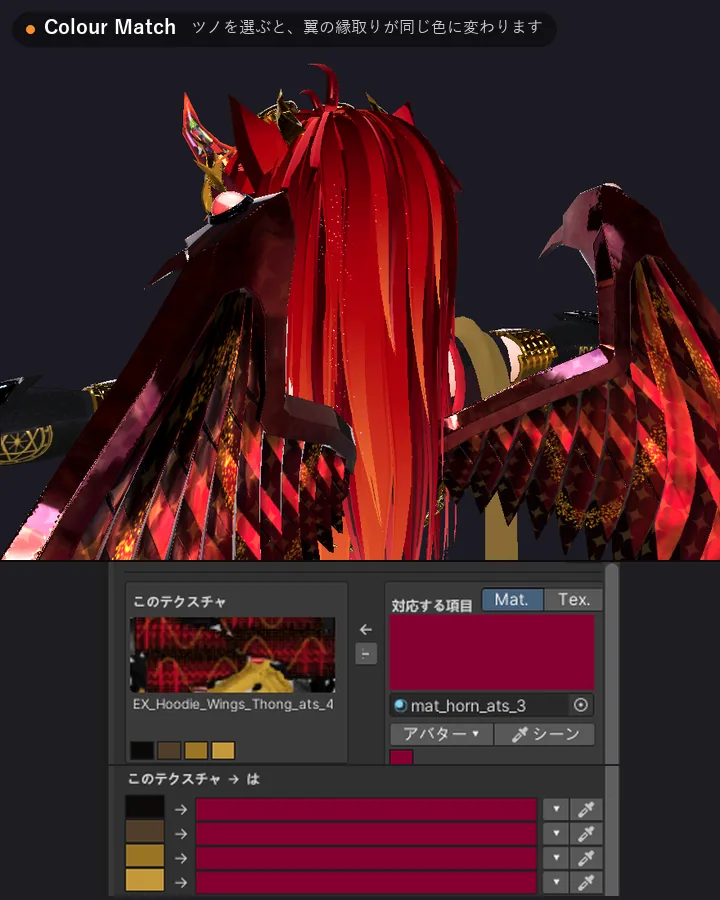 Colour Match ツノを選ぶと、翼の縁取りが同じ色に変わります
このテクスチャ
対応する項目 Mat. Tex.
EX_Hoodie_Wings_Thong_ats_4
mat_horn_ats_3
アバター シーン
このテクスチャ → は